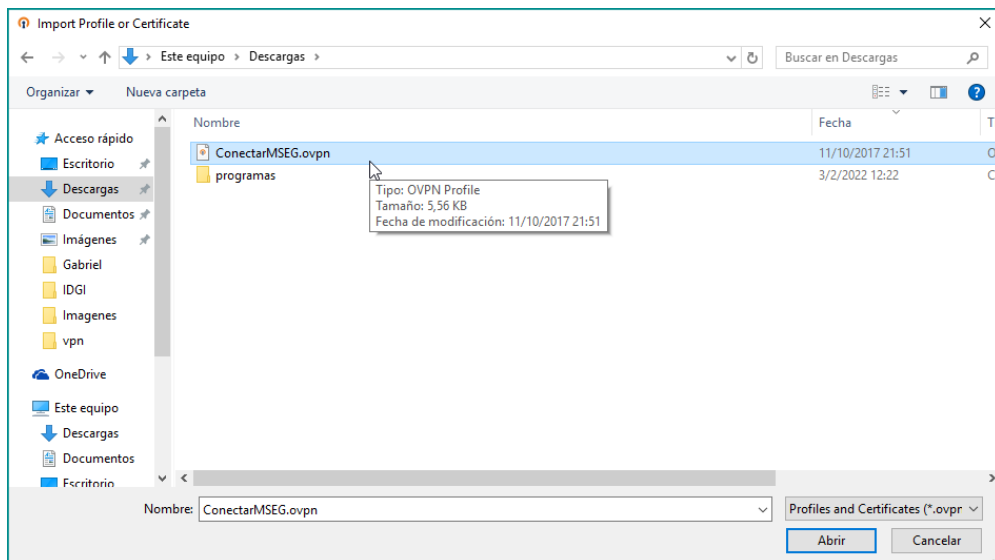 Import Profile or Certificate
Este equipo > Descargas >
Buscar en Descargas
Organizar
Nueva carpeta
Nombre
Fecha
T
Acceso rápido
Escritorio
Descargas
Documentos
Imágenes
Gabriel
IDGI
Imagenes
vpn
OneDrive
Este equipo
Descargas
Documentos
Escritorio
ConectarMSEG.ovpn
11/10/2017 21:51
O
programas
3/2/2022 12:22
C
Tipo: OVPN Profile
Tamaño: 5,56 KB
Fecha de modificación: 11/10/2017 21:51
Nombre:
ConectarMSEG.ovpn
Profiles and Certificates (*.ovpr
Abrir
Cancelar